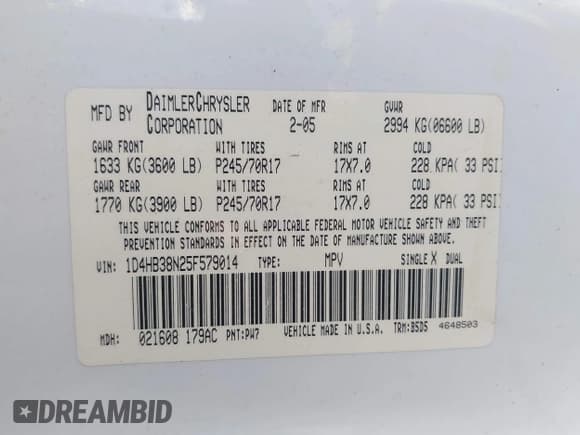 MFD BY DAIMLERCHRYSLER CORPORATION DATE OF MFR 2-05 GVWR 2994 KG(06600 LB)
GAWR FRONT WITH TIRES RIMS AT COLD
1633 KG(3600 LB) P245/70R17 17X7.0 228 KPA( 33 PSI)
GAWR REAR WITH TIRES RIMS AT COLD
1770 KG(3900 LB) P245/70R17 17X7.0 228 KPA( 33 PSI)
THIS VEHICLE CONFORMS TO ALL APPLICABLE FEDERAL MOTOR VEHICLE SAFETY AND THEFT
PREVENTION STANDARDS IN EFFECT ON THE DATE OF MANUFACTURE SHOWN ABOVE.
VIN: 1D4HB38N25F579014 TYPE: MPV SINGLE X DUAL
MDH: 021608 179AC PNT:PW7 VEHICLE MADE IN U.S.A. TRM:BSD5 4648503
DREAMBID